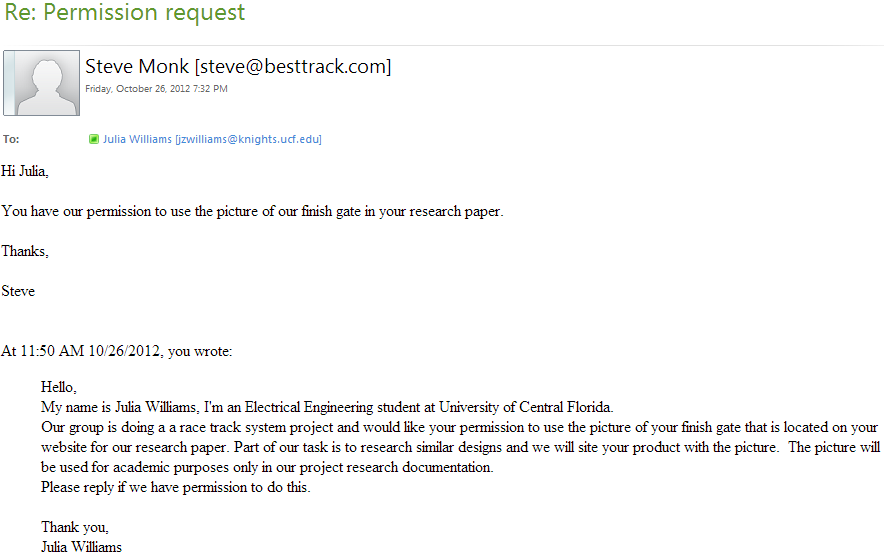 Re: Permission request
Steve Monk [steve@besttrack.com]
Friday, October 26, 2012 7:32 PM
To: Julia Williams [jzwilliams@knights.ucf.edu]
Hi Julia,
You have our permission to use the picture of our finish gate in your research paper.
Thanks,
Steve
At 11:50 AM 10/26/2012, you wrote:
Hello,
My name is Julia Williams, I'm an Electrical Engineering student at University of Central Florida.
Our group is doing a a race track system project and would like your permission to use the picture of your finish gate that is located on your
website for our research paper. Part of our task is to research similar designs and we will site your product with the picture.  The picture will
be used for academic purposes only in our project research documentation.
Please reply if we have permission to do this.
Thank you,
Julia Williams